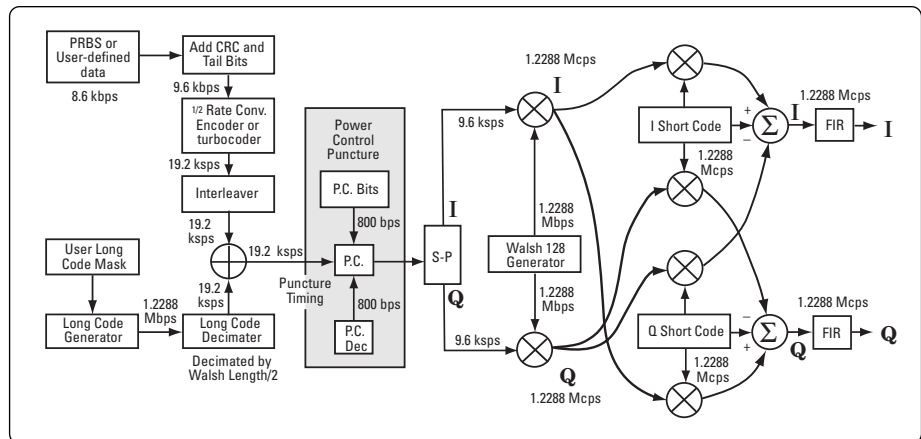 PRBS or
User-defined
data
8.6 kbps
Add CRC and
Tail Bits
9.6 kbps
1/2 Rate Conv.
Encoder or
turbocoder
19.2 ksps
Interleaver
19.2
ksps
19.2 ksps
User Long
Code Mask
19.2
ksps
Long Code
Generator
1.2288
Mbps
Long Code
Decimater
Decimated by
Walsh Length/2
Power
Control
Puncture
P.C. Bits
800 bps
P.C.
Puncture
Timing
800 bps
P.C.
Dec
I
S-P
Q
9.6 ksps
9.6 ksps
1.2288 Mcps
I
1.2288
Mbps
Walsh 128
Generator
1.2288
Mbps
Q
1.2288 Mcps
I Short Code
1.2288
Mcps
+
−
Σ
I
1.2288 Mcps
FIR
I
Q Short Code
1.2288
Mcps
−
+
Σ
Q
1.2288 Mcps
FIR
Q